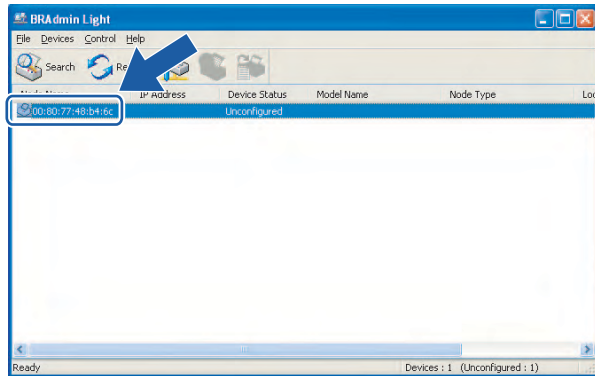 BRAdmin Light
File Devices Control Help
Search
IP Address Device Status Model Name Node Type
00:80:77:48:b4:6c Unconfigured
Ready Devices : 1 (Unconfigured : 1)